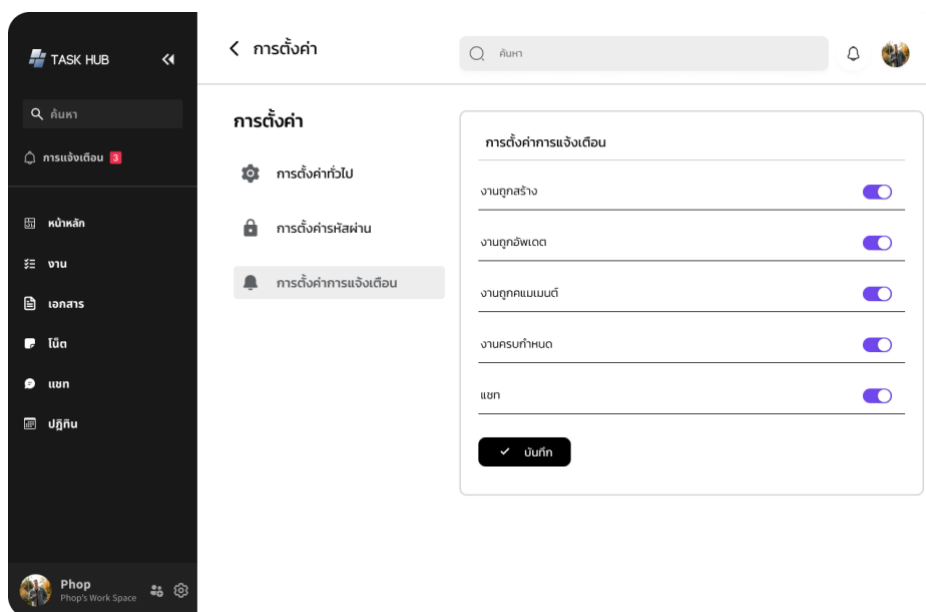 TASK HUB
ค้นหา
การแจ้งเตือน 3
หน้าหลัก
งาน
เอกสาร
โน๊ต
แชท
ปฏิทิน
Phop
Phop's Work Space
การตั้งค่า
ค้นหา
การตั้งค่า
การตั้งค่าทั่วไป
การตั้งค่ารหัสผ่าน
การตั้งค่าการแจ้งเตือน
การตั้งค่าการแจ้งเตือน
งานถูกสร้าง
งานถูกอัพเดต
งานถูกคแมเมนต์
งานครบกำหนด
แชท
บันทึก